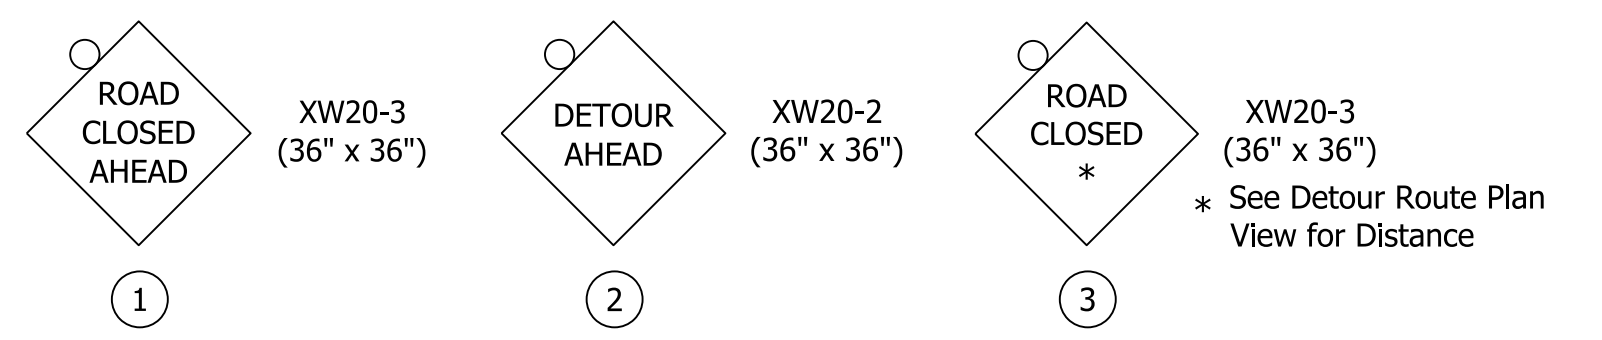 ROAD
CLOSED
AHEAD
XW20-3
(36" x 36")
1
DETOUR
AHEAD
XW20-2
(36" x 36")
2
ROAD
CLOSED
*
XW20-3
(36" x 36")
* See Detour Route Plan
View for Distance
3